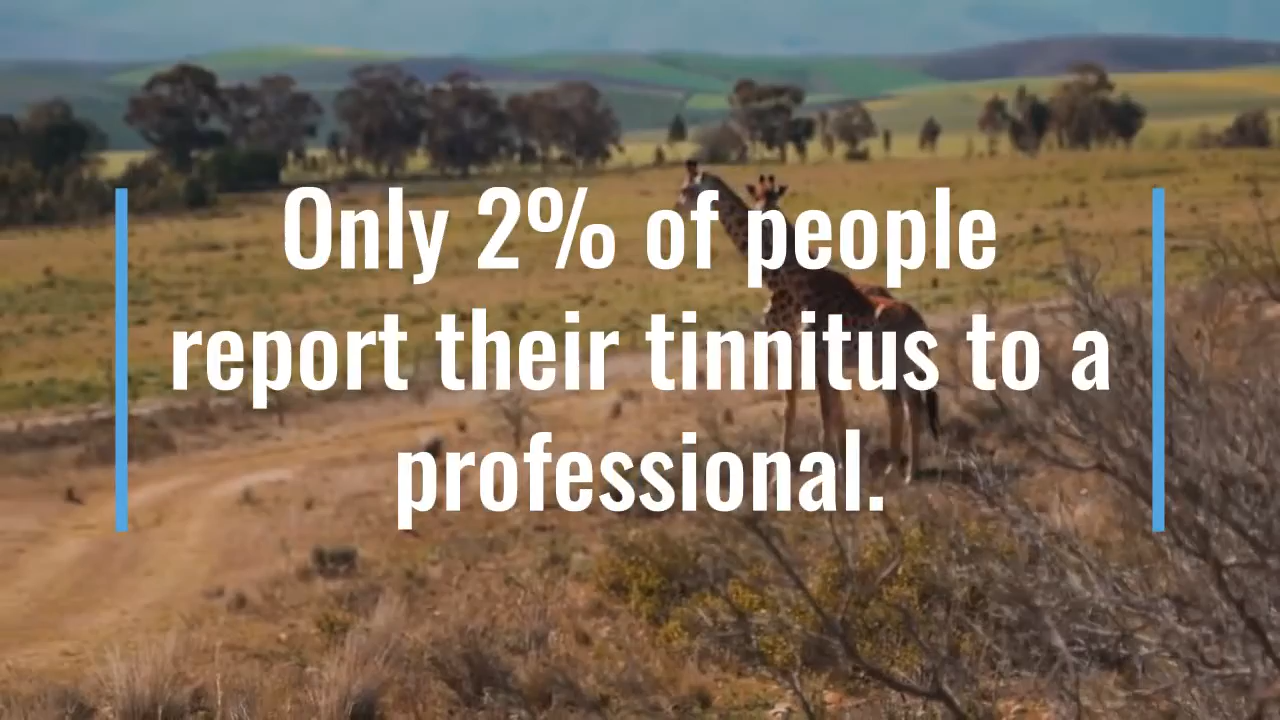 Only 2% of people
report their tinnitus to a
professional.